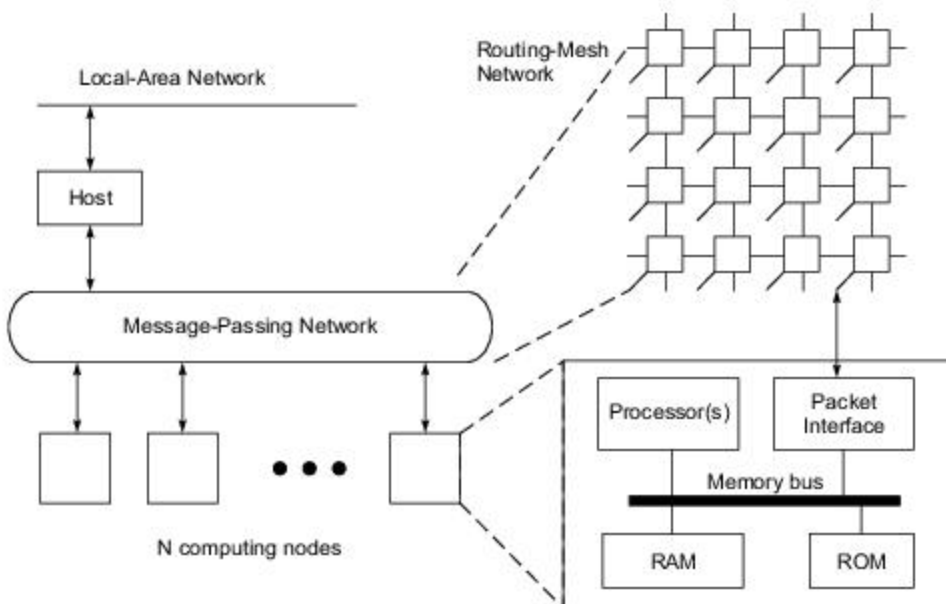 Local-Area Network
Routing-Mesh
Network
Host
Message-Passing Network
Processor(s)
Packet
Interface
Memory bus
RAM
ROM
N computing nodes